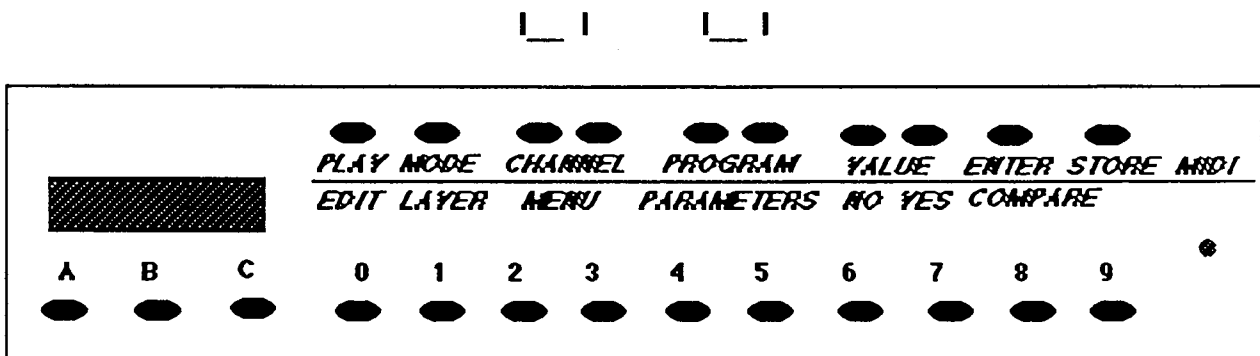 PLAY MODE CHANNEL PROGRAM VALUE ENTER STORE MIDI
EDIT LAYER MENU PARAMETERS NO YES COMPARE
A B C 0 1 2 3 4 5 6 7 8 9